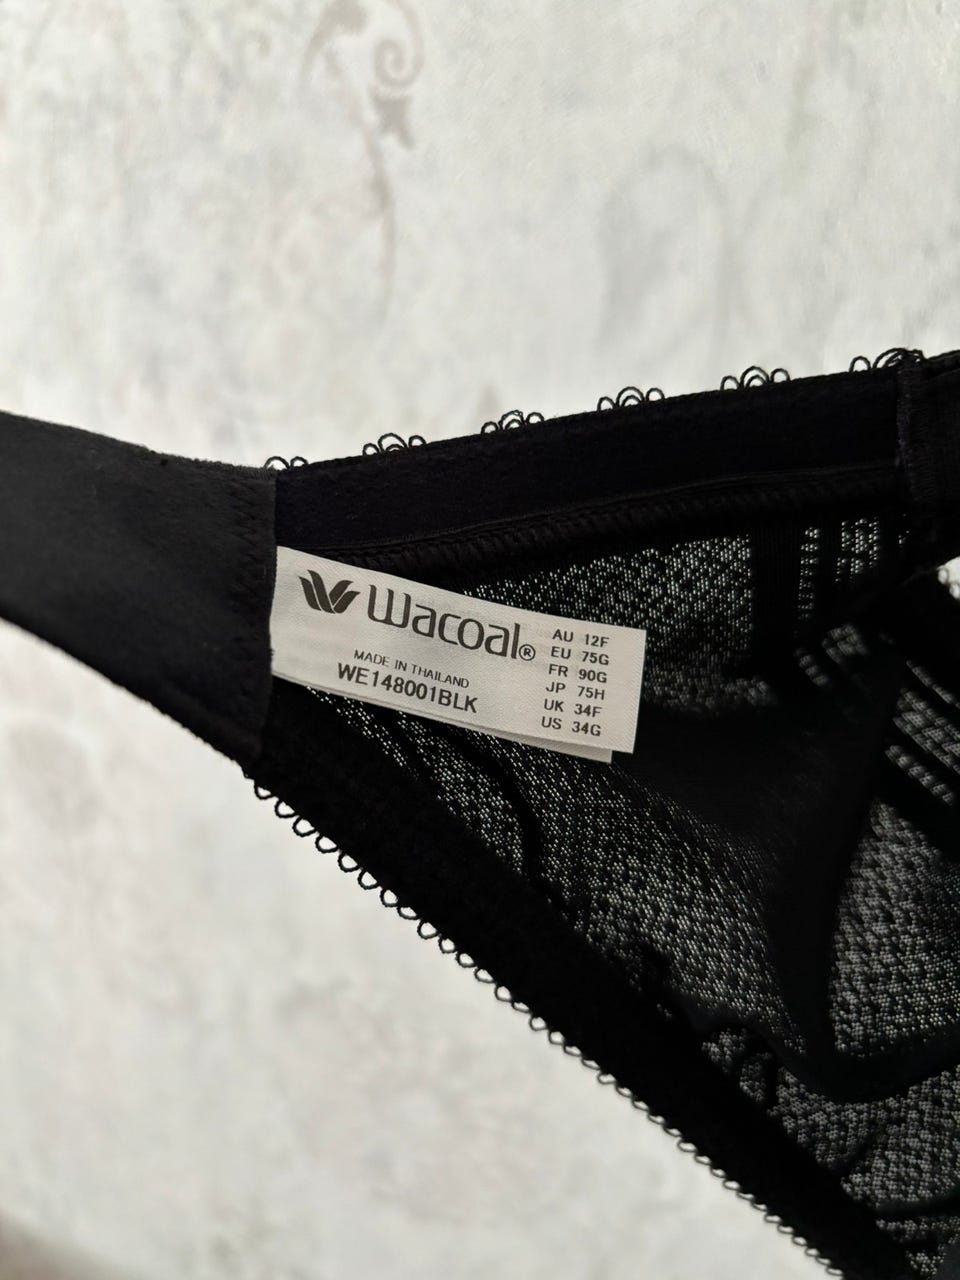 Wacoal®
MADE IN THAILAND
WE148001BLK
AU 12F
EU 75G
FR 90G
JP 75H
UK 34F
US 34G